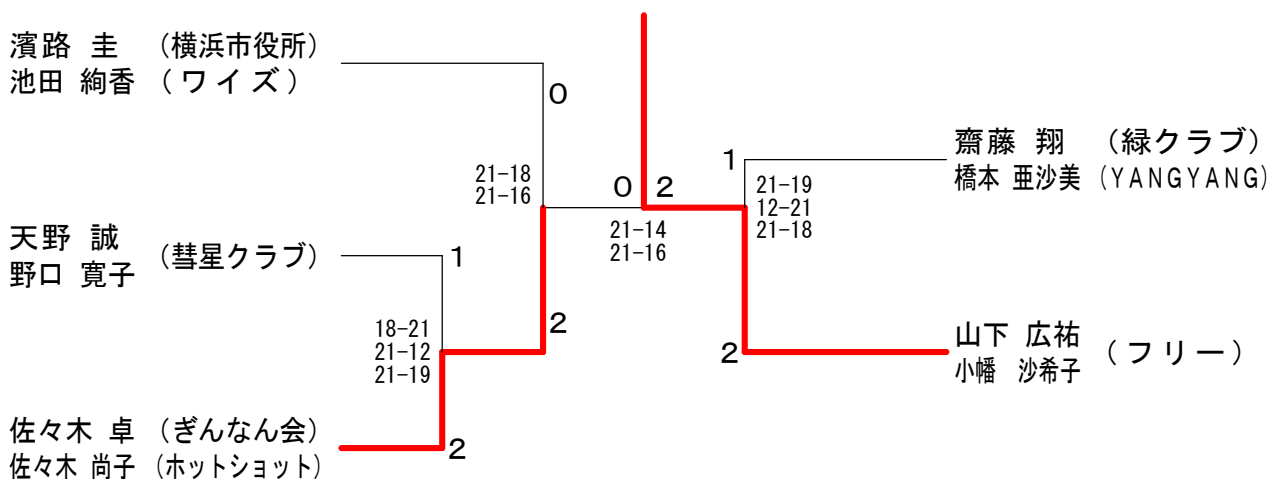 濱路 圭 (横浜市役所)
池田 絢香 (ワイズ)
0
21-18
21-16
天野 誠
野口 寛子
(彗星クラブ)
1
18-21
21-12
21-19
2
佐々木 卓 (ぎんなん会)
佐々木 尚子 (ホットショット)
2
0 2
21-14
21-16
1
21-19
12-21
21-18
齋藤 翔 (緑クラブ)
橋本 亜沙美 (YANGYANG)
2
山下 広祐
小幡 沙希子
(フリー)